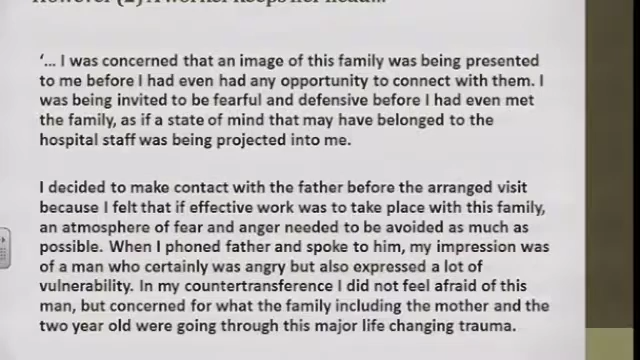 However (2) A worker keeps her head...
'... I was concerned that an image of this family was being presented
to me before I had even had any opportunity to connect with them. I
was being invited to be fearful and defensive before I had even met
the family, as if a state of mind that may have belonged to the
hospital staff was being projected into me.
I decided to make contact with the father before the arranged visit
because I felt that if effective work was to take place with this family,
an atmosphere of fear and anger needed to be avoided as much as
possible. When I phoned father and spoke to him, my impression was
of a man who certainly was angry but also expressed a lot of
vulnerability. In my countertransference I did not feel afraid of this
man, but concerned for what the family including the mother and the
two year old were going through this major life changing trauma.